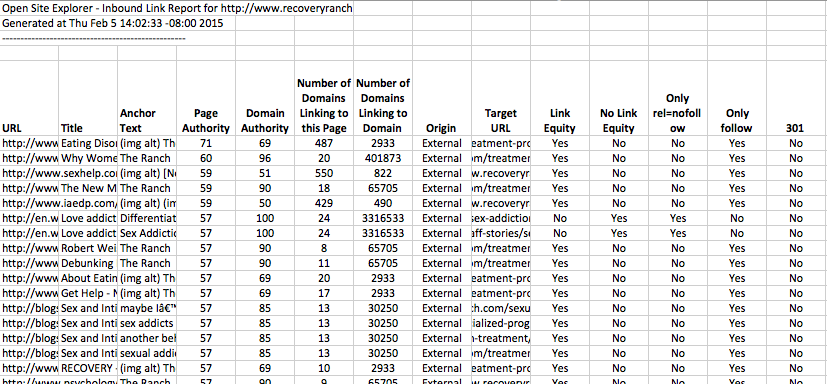 Open Site Explorer - Inbound Link Report for http://www.recoveryranch
Generated at Thu Feb 5 14:02:33 -08:00 2015
----------------------------------------------------
URL Title Anchor Text Page Authority Domain Authority Number of Domains Linking to this Page Number of Domains Linking to Domain Origin Target URL Link Equity No Link Equity Only rel=nofollow Only follow 301
http://www Eating Disor (img alt) Th 71 69 487 2933 External eatment-pro Yes No No Yes No
http://www Why Wome The Ranch 60 96 20 401873 External om/treatmer Yes No No Yes No
http://www.sexhelp.co (img alt) [N 59 51 550 822 External w.recoveryr Yes No No Yes No
http://www The New M The Ranch 59 90 18 65705 External om/treatmer Yes No No Yes No
http://www.iaedp.com/ (img alt) (im 59 50 429 490 External w.recoveryr Yes No No Yes No
http://en.w Love addict Differentiat 57 100 24 3316533 External sex-addictio No Yes Yes No No
http://en.w Love addict Sex Addictio 57 100 24 3316533 External aff-stories/se No Yes Yes No No
http://www Robert Wei The Ranch 57 90 8 65705 External om/treatmer Yes No No Yes No
http://www Debunking The Ranch 57 90 11 65705 External om/treatmer Yes No No Yes No
http://www About Eatin (img alt) Th 57 69 20 2933 External eatment-pro Yes No No Yes No
http://www Get Help - N (img alt) Th 57 69 17 2933 External eatment-pro Yes No No Yes No
http://blog Sex and Inti maybe Iâ€™ 57 85 13 30250 External h.com/sexu Yes No No Yes No
http://blog Sex and Inti sex addicts 57 85 13 30250 External ialized-prog Yes No No Yes No
http://blog Sex and Inti another beh 57 85 13 30250 External n-treatment/ Yes No No Yes No
http://blog Sex and Inti sexual addi 57 85 13 30250 External om/treatmer Yes No No Yes No
http://www RECOVERY (img alt) Th 57 69 10 2933 External eatment-pro Yes No No Yes No
http://www.psychology The Ranch 57 90 9 65705 External w.recoveryr Yes No No Yes No